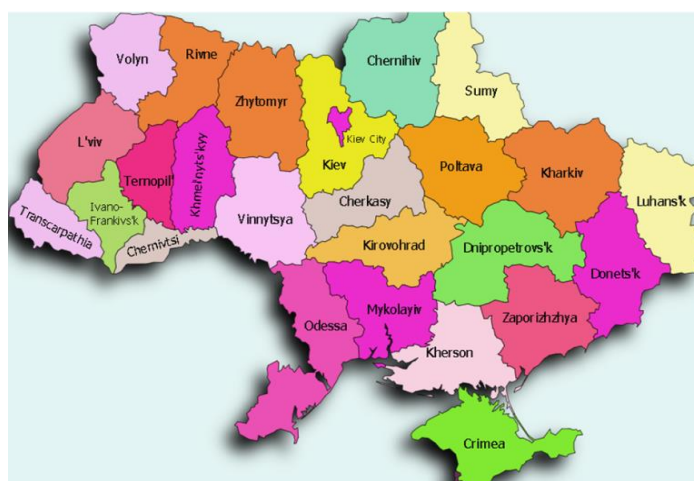 Volyn
Rivne
Chernihiv
Sumy
Zhytomyr
Kiev City
L'viv
Kiev
Poltava
Kharkiv
Ternopil'
Khmel'nyts'kyy
Ivano-
Frankivs'k
Cherkasy
Luhans'k
Transcarpathia
Vinnytsya
Chernivtsi
Kirovohrad
Dnipropetrovs'k
Donets'k
Odessa
Mykolayiv
Zaporizhzhya
Kherson
Crimea